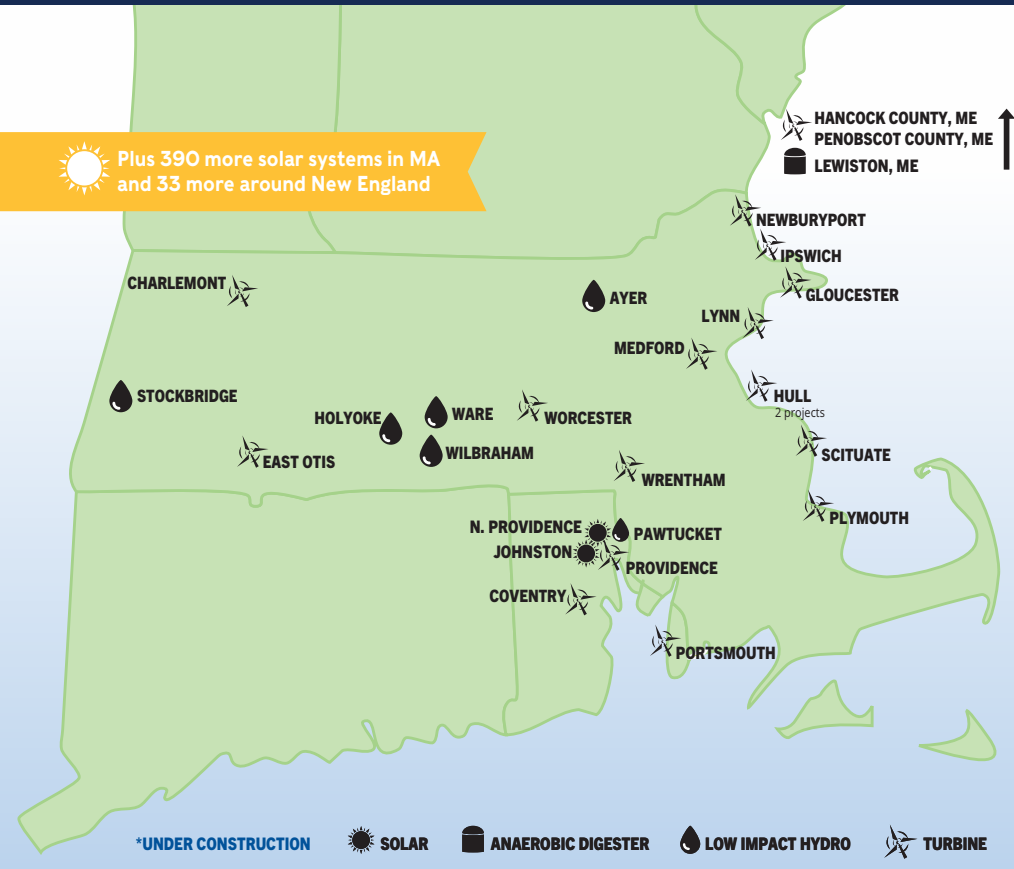 HANCOCK COUNTY, ME
PENOBSCOT COUNTY, ME
LEWISTON, ME
Plus 390 more solar systems in MA
and 33 more around New England
NEWBURYPORT
IPSWICH
CHARLEMONT
AYER
GLOUCESTER
LYNN
MEDFORD
STOCKBRIDGE
HULL
2 projects
HOLYOKE
WARE
WORCESTER
WILBRAHAM
SCITUATE
EAST OTIS
WRENTHAM
PLYMOUTH
N. PROVIDENCE
PAWTUCKET
JOHNSTON
PROVIDENCE
COVENTRY
PORTSMOUTH
*UNDER CONSTRUCTION
SOLAR
ANAEROBIC DIGESTER
LOW IMPACT HYDRO
TURBINE